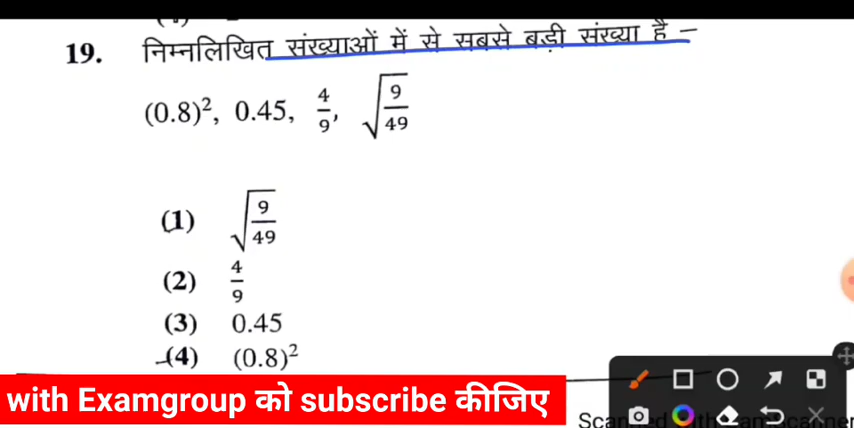 19. निम्नलिखित संख्याओं में से सबसे बड़ी संख्या है –
(0.8)², 0.45, 4/9, √(9/49)
(1) √(9/49)
(2) 4/9
(3) 0.45
(4) (0.8)²
with Examgroup को subscribe कीजिए